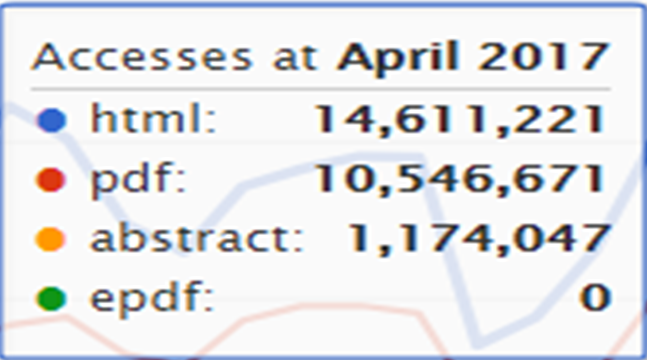 Accesses at April 2017
html: 14,611,221
pdf: 10,546,671
abstract: 1,174,047
epdf: 0